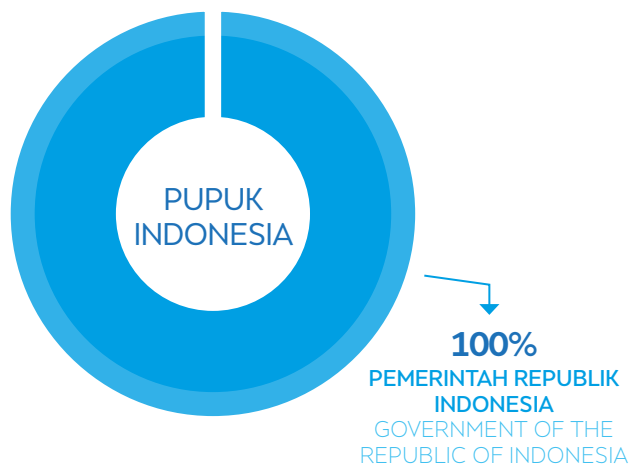 PUPUK
INDONESIA
100%
PEMERINTAH REPUBLIK
INDONESIA
GOVERNMENT OF THE
REPUBLIC OF INDONESIA